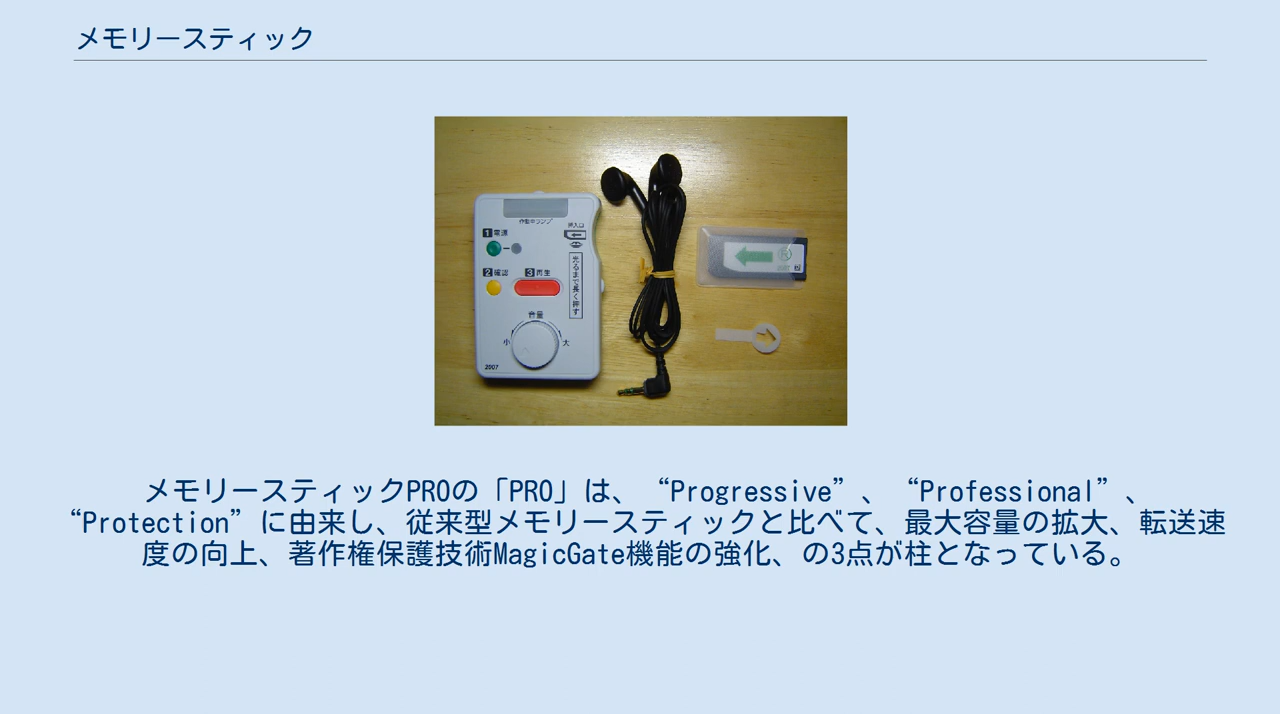 メモリースティック
作動中ランプ
挿入口
1電源
2確認
3再生
光るまで長く押す
音量
小
大
2007
R
メモリースティックPROの「PRO」は、“Progressive”、“Professional”、
“Protection”に由来し、従来型メモリースティックと比べて、最大容量の拡大、転送速
度の向上、著作権保護技術MagicGate機能の強化、の3点が柱となっている。